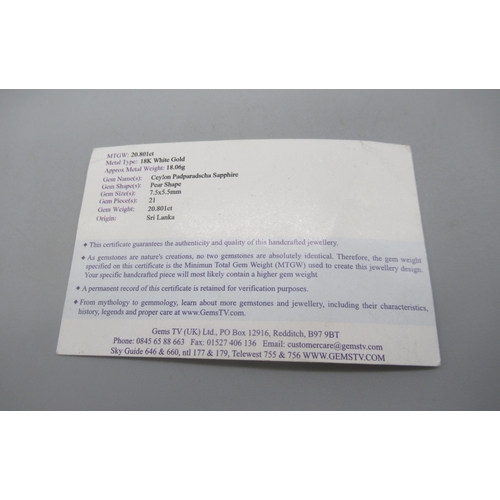 MTGW: 20.801ct
Metal Type: 18K White Gold
Approx Metal Weight: 18.06g
Gem Name(s): Ceylon Padparadscha Sapphire
Gem Shape(s): Pear Shape
Gem Size(s): 7.5x5.5mm
Gem Piece(s): 21
Gem Weight: 20.801ct
Origin: Sri Lanka
• This certificate guarantees the authenticity and quality of this handcrafted jewellery.
• As gemstones are nature's creations, no two gemstones are absolutely identical. Therefore, the gem weight
specified on this certificate is the Minimun Total Gem Weight (MTGW) used to create this jewellery design.
Your specific handcrafted piece will most likely contain a higher gem weight
• A permanent record of this certificate is retained for verification purposes.
• From mythology to gemmology, learn about more gemstones and jewellery, including their characteristics,
history, legends and proper care at www.GemsTV.com.
Gems TV (UK) Ltd., PO Box 12916, Redditch, B97 9BT
Phone: 0845 65 88 663 Fax: 01527 406 136 Email: customercare@gemstv.com
Sky Guide 646 & 660, ntl 177 & 179, Telewest 755 & 756 WWW.GEMSTV.COM